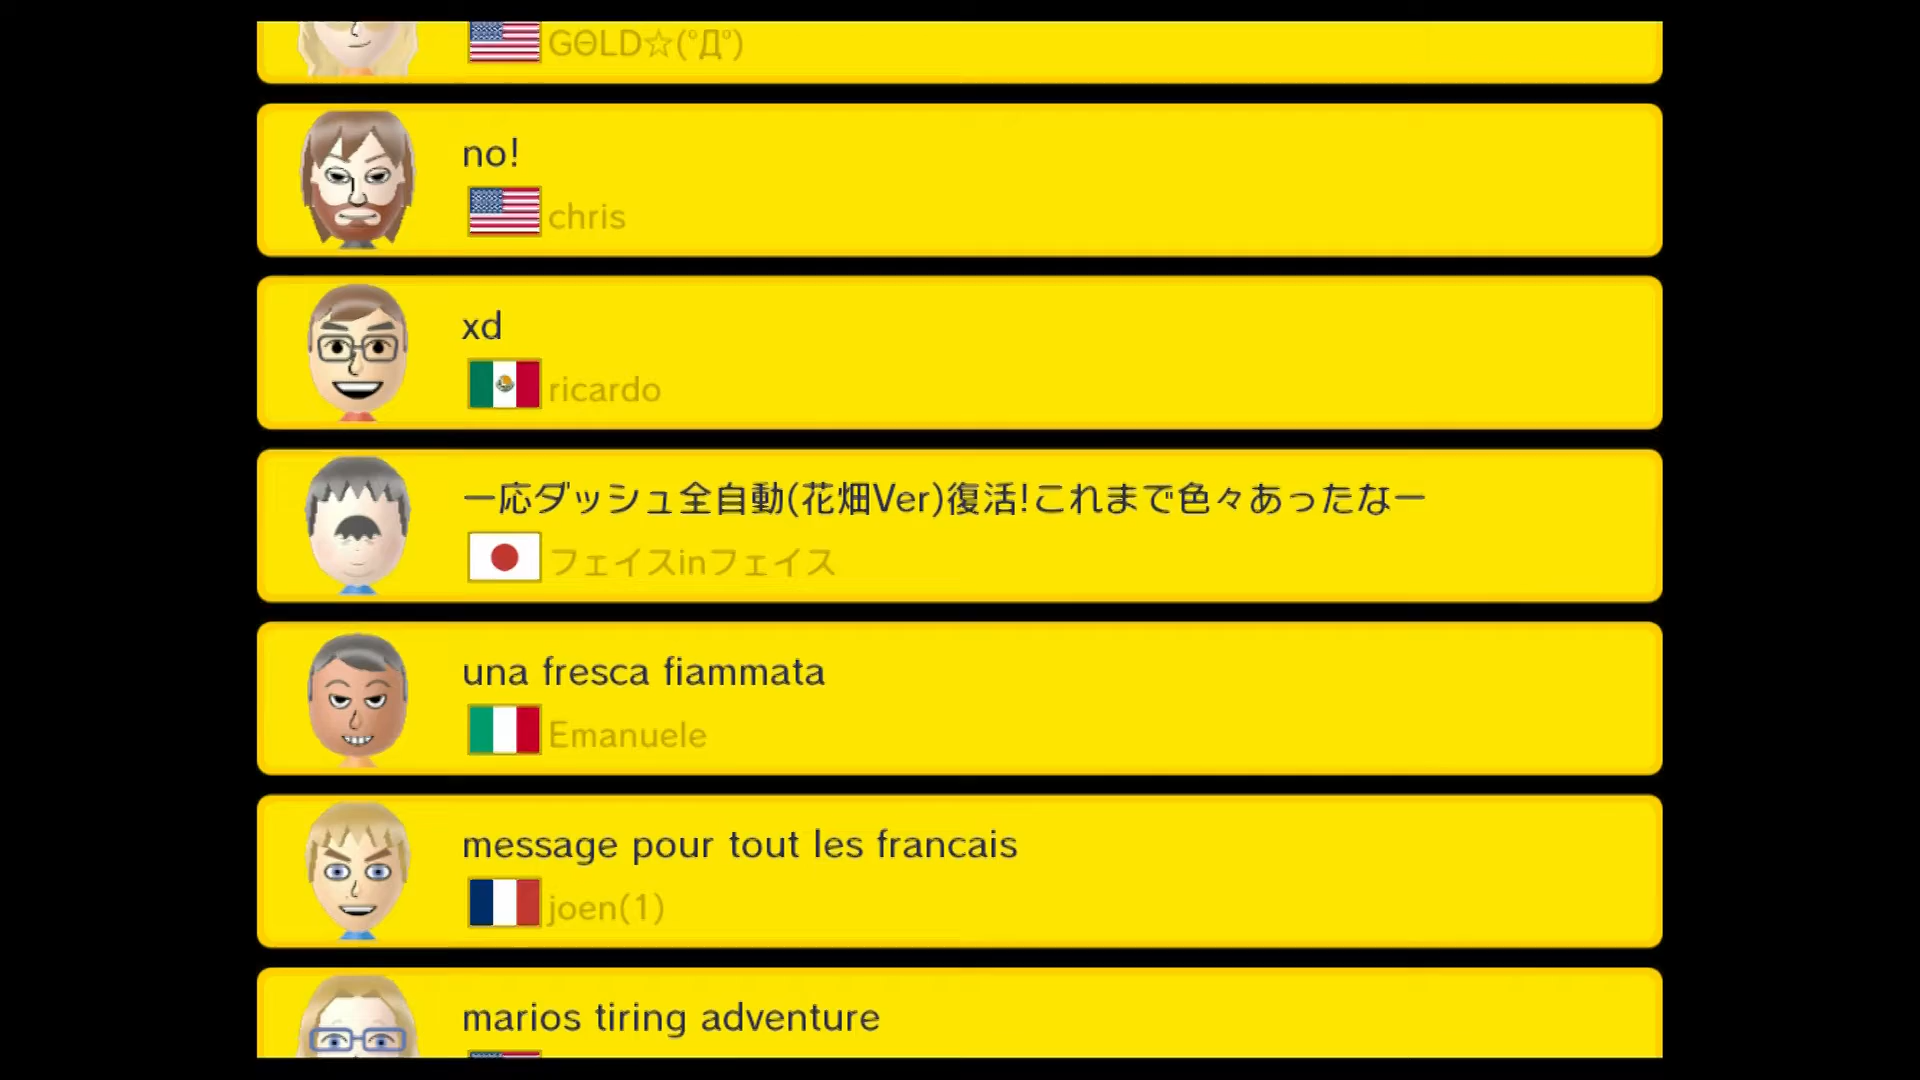 GΘLD☆(ﾟДﾟ)
no!
chris
xd
ricardo
一応ダッシュ全自動(花畑Ver)復活!これまで色々あったなー
フェイスinフェイス
una fresca fiammata
Emanuele
message pour tout les francais
joen(1)
marios tiring adventure